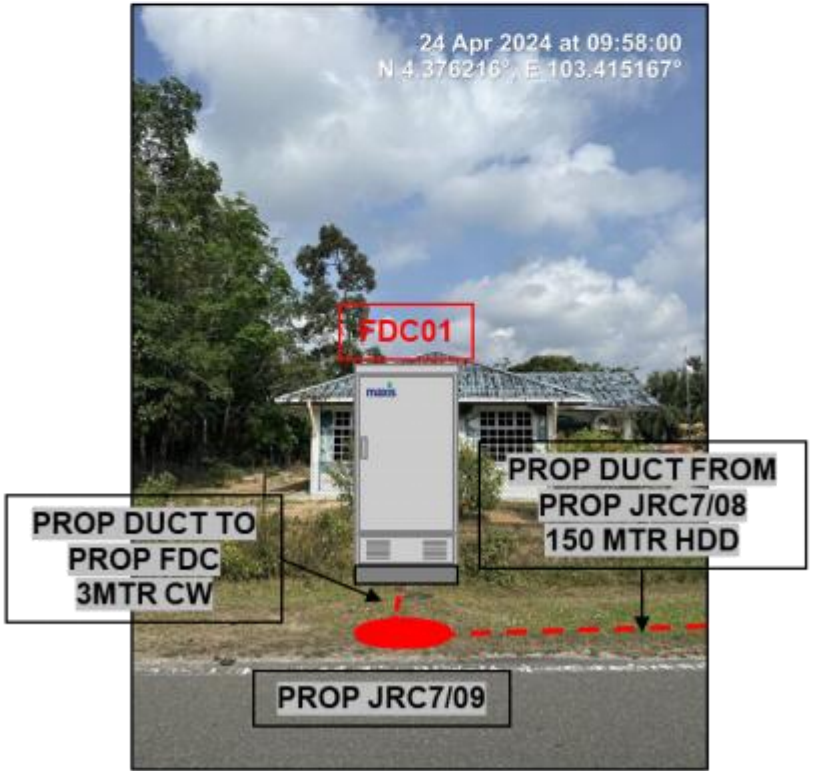 24 Apr 2024 at 09:58:00
N 4.376216°, E 103.415167°
FDC01
maxis
PROP DUCT FROM
PROP JRC7/08
150 MTR HDD
PROP DUCT TO
PROP FDC
3MTR CW
PROP JRC7/09